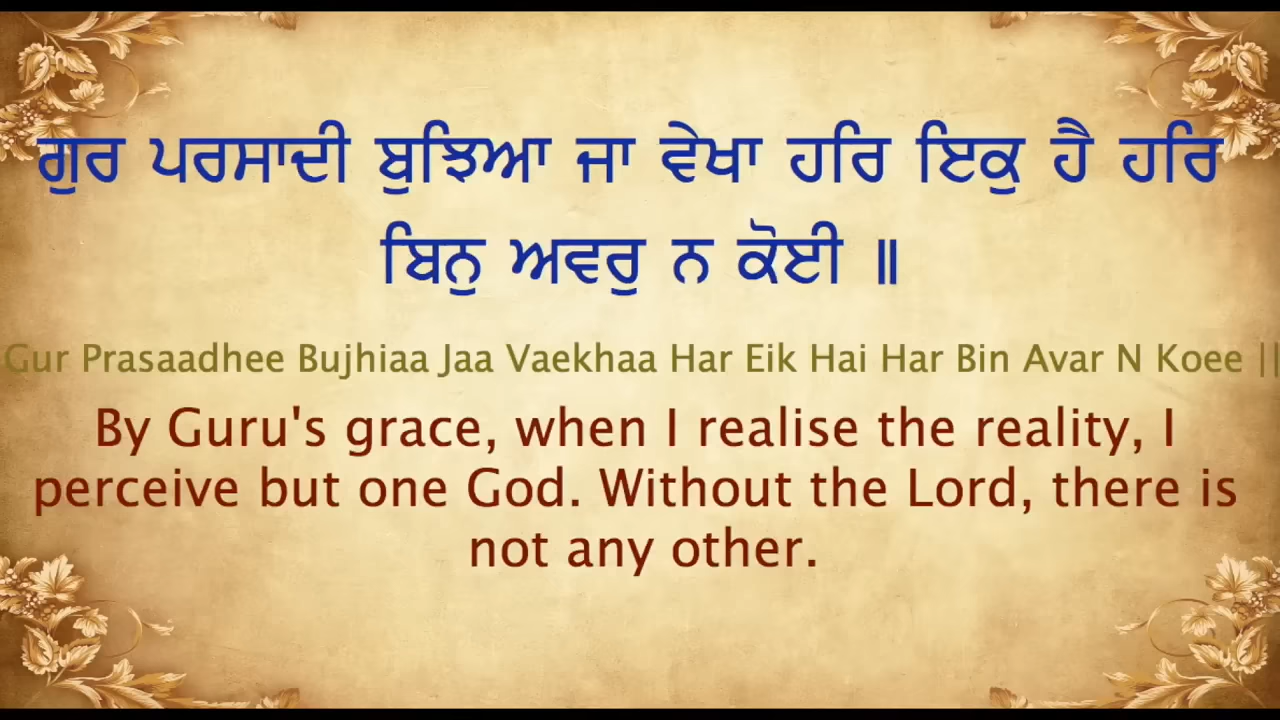 ਗੁਰ ਪਰਸਾਦੀ ਬੁਝਿਆ ਜਾ ਵੇਖਾ ਹਰਿ ਇਕੁ ਹੈ ਹਰਿ
ਬਿਨੁ ਅਵਰੁ ਨ ਕੋਈ ॥
Gur Prasaadhee Bujhiaa Jaa Vaekhaa Har Eik Hai Har Bin Avar N Koee ||
By Guru's grace, when I realise the reality, I
perceive but one God. Without the Lord, there is
not any other.